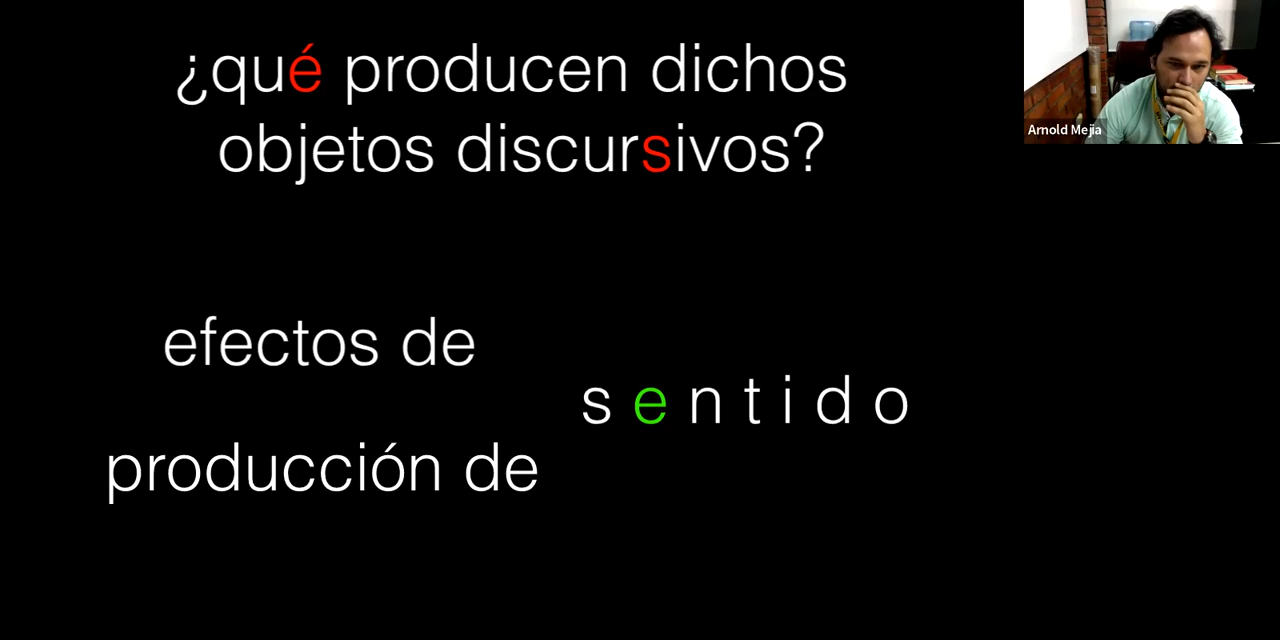 ¿qué producen dichos
objetos discursivos?
Arnold Mejia
efectos de
s e n t i d o
producción de